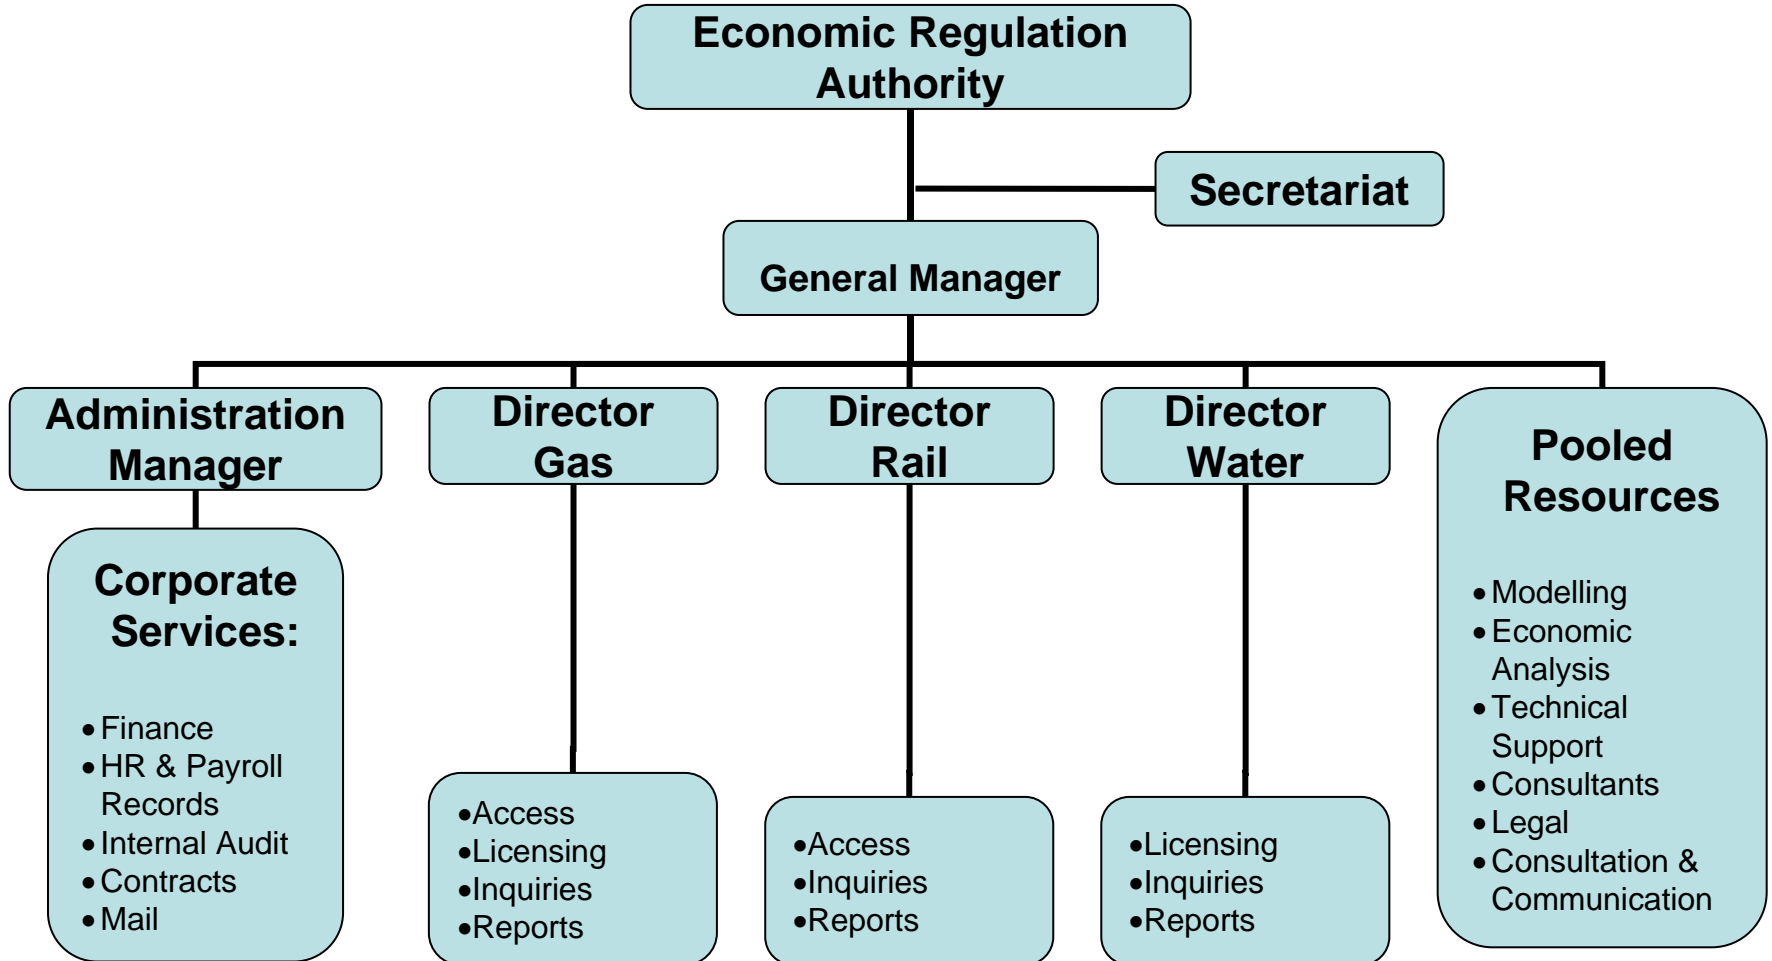 Economic Regulation
Authority
Secretariat
General Manager
Administration
Manager
Director
Gas
Director
Rail
Director
Water
Pooled
Resources
• Modelling
• Economic
Analysis
• Technical
Support
• Consultants
• Legal
• Consultation &
Communication
Corporate
Services:
• Finance
• HR & Payroll
Records
• Internal Audit
• Contracts
• Mail
•Access
•Licensing
•Inquiries
•Reports
•Access
•Inquiries
•Reports
•Licensing
•Inquiries
•Reports